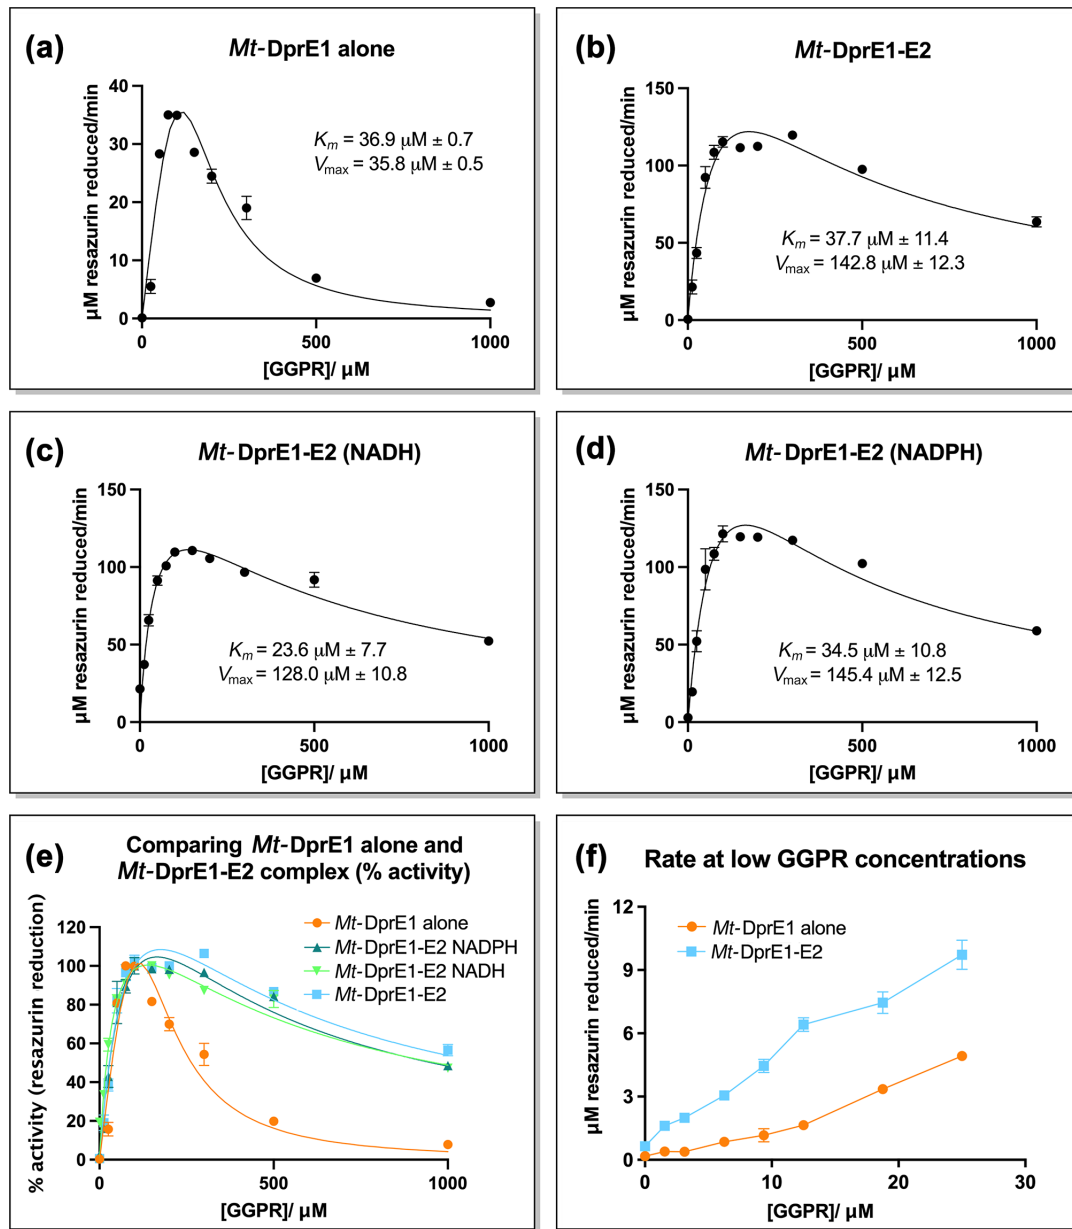 (a)
Mt-DprE1 alone
40
30
20
10
0
0
500
1000
µM resazurin reduced/min
[GGPR]/ µM
Km = 36.9 µM ± 0.7
Vmax = 35.8 µM ± 0.5
(b)
Mt-DprE1-E2
150
100
50
0
0
500
1000
µM resazurin reduced/min
[GGPR]/ µM
Km = 37.7 µM ± 11.4
Vmax = 142.8 µM ± 12.3
(c)
Mt-DprE1-E2 (NADH)
150
100
50
0
0
500
1000
µM resazurin reduced/min
[GGPR]/ µM
Km = 23.6 µM ± 7.7
Vmax = 128.0 µM ± 10.8
(d)
Mt-DprE1-E2 (NADPH)
150
100
50
0
0
500
1000
µM resazurin reduced/min
[GGPR]/ µM
Km = 34.5 µM ± 10.8
Vmax = 145.4 µM ± 12.5
(e)
Comparing Mt-DprE1 alone and
Mt-DprE1-E2 complex (% activity)
120
100
80
60
40
20
0
0
500
1000
% activity (resazurin reduction)
[GGPR]/ µM
Mt-DprE1 alone
Mt-DprE1-E2 NADPH
Mt-DprE1-E2 NADH
Mt-DprE1-E2
(f)
Rate at low GGPR concentrations
12
9
6
3
0
0
10
20
30
µM resazurin reduced/min
[GGPR]/ µM
Mt-DprE1 alone
Mt-DprE1-E2